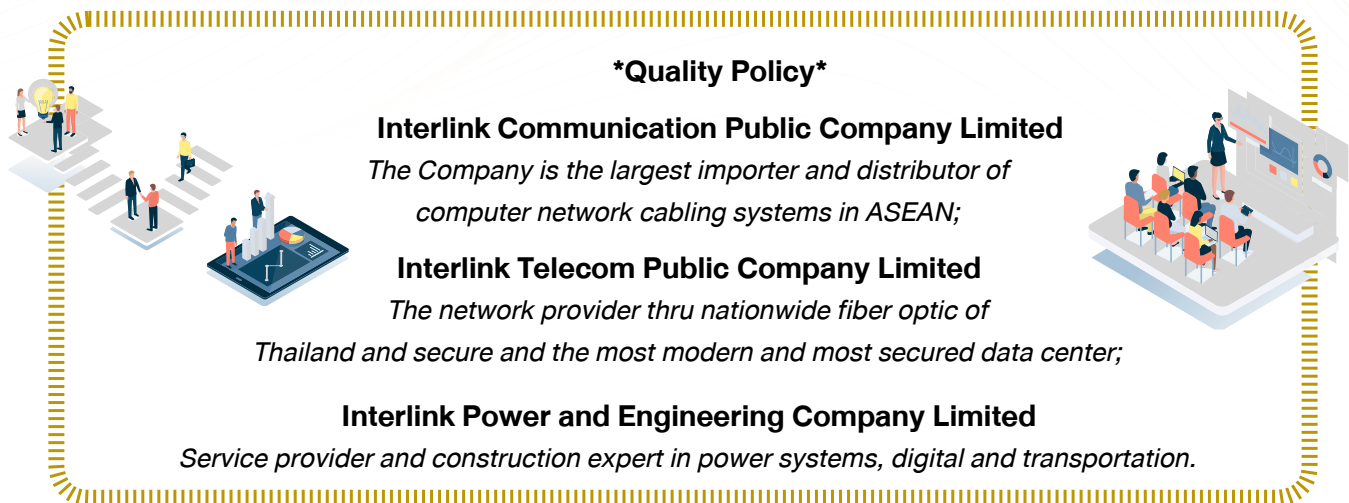 *Quality Policy*
Interlink Communication Public Company Limited
The Company is the largest importer and distributor of
computer network cabling systems in ASEAN;
Interlink Telecom Public Company Limited
The network provider thru nationwide fiber optic of
Thailand and secure and the most modern and most secured data center;
Interlink Power and Engineering Company Limited
Service provider and construction expert in power systems, digital and transportation.